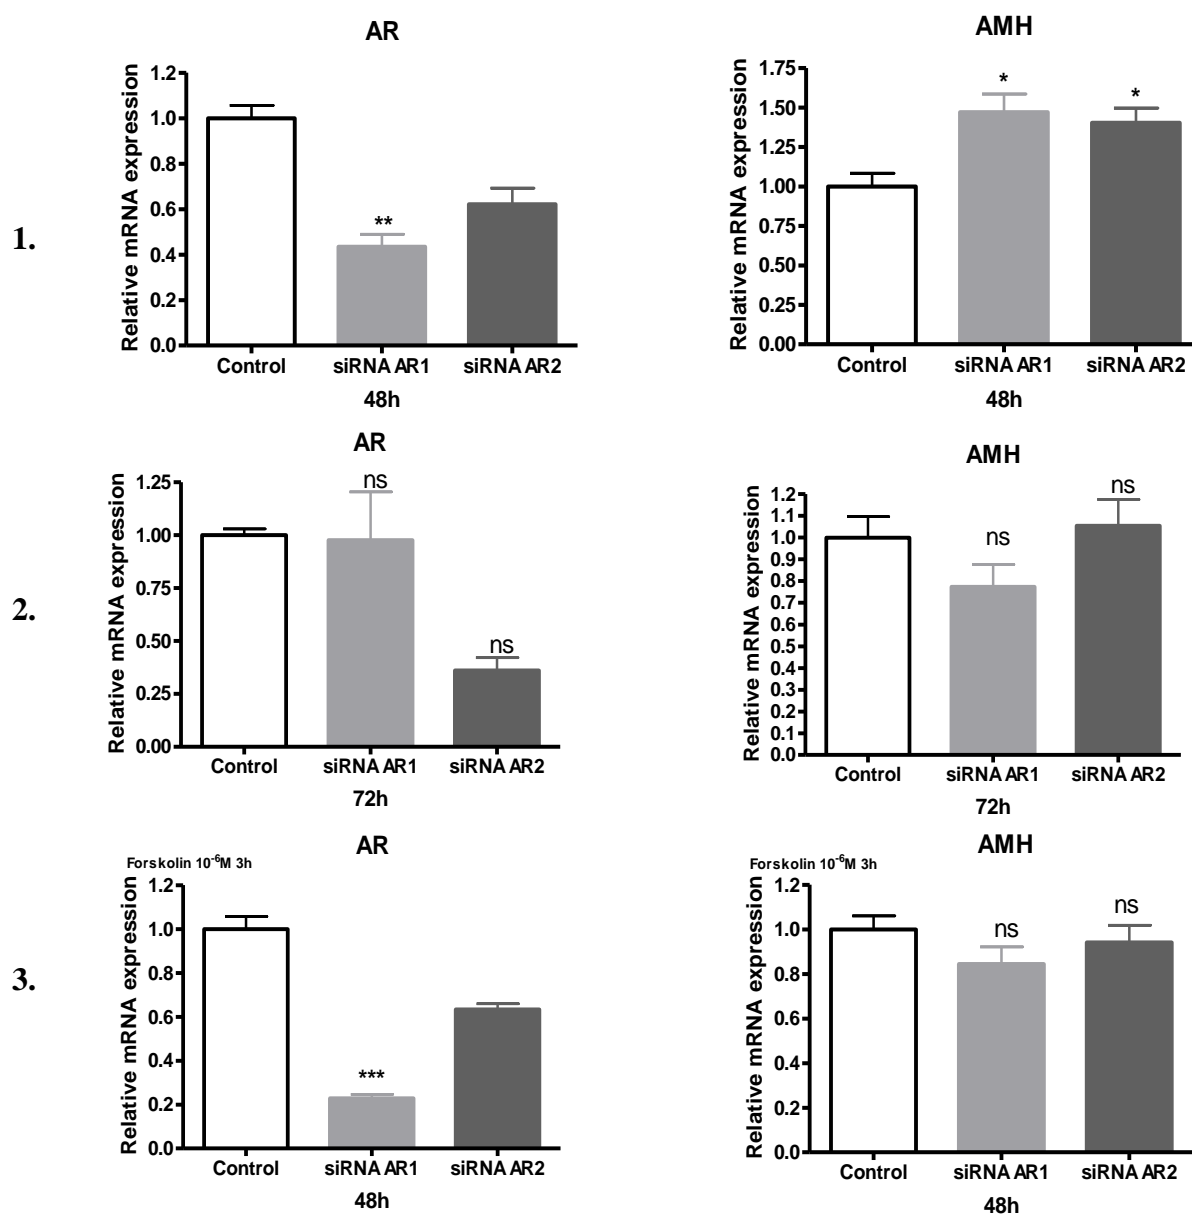 1.
AR
Relative mRNA expression
1.2
1.0
0.8
0.6
0.4
0.2
0.0
**
Control siRNA AR1 siRNA AR2
48h
AMH
Relative mRNA expression
1.75
1.50
1.25
1.00
0.75
0.50
0.25
0.00
* *
Control siRNA AR1 siRNA AR2
48h
2.
AR
Relative mRNA expression
1.25
1.00
0.75
0.50
0.25
0.00
ns
ns
Control siRNA AR1 siRNA AR2
72h
AMH
Relative mRNA expression
1.2
1.1
1.0
0.9
0.8
0.7
0.6
0.5
0.4
0.3
0.2
0.1
0.0
ns
ns
Control siRNA AR1 siRNA AR2
72h
3.
AR
Forskolin 10⁻⁶M 3h
Relative mRNA expression
1.2
1.0
0.8
0.6
0.4
0.2
0.0
***
Control siRNA AR1 siRNA AR2
48h
AMH
Forskolin 10⁻⁶M 3h
Relative mRNA expression
1.2
1.0
0.8
0.6
0.4
0.2
0.0
ns
ns
Control siRNA AR1 siRNA AR2
48h